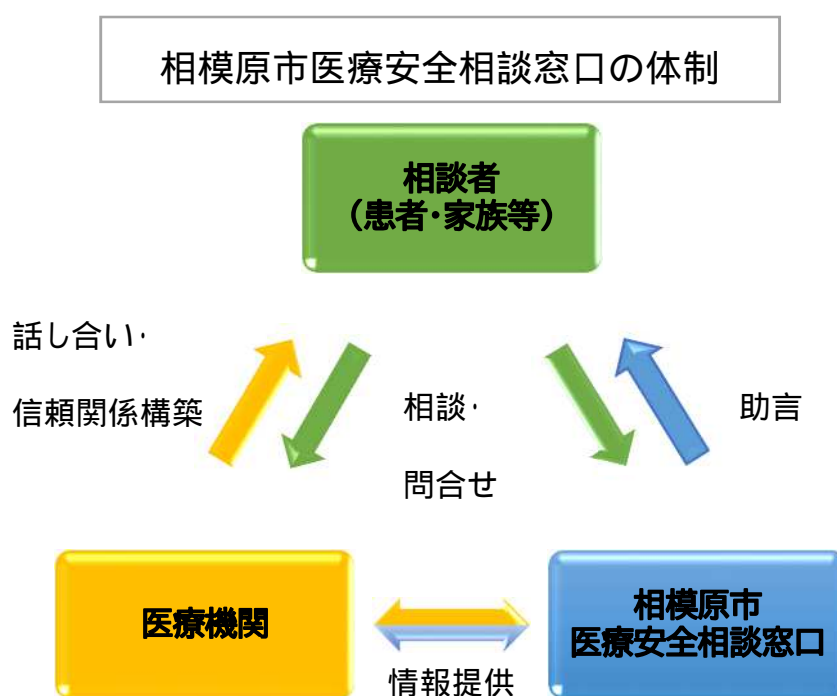 相模原市医療安全相談窓口の体制
相談者
（患者・家族等）
話し合い・
信頼関係構築
相談・
問合せ
助言
医療機関
相模原市
医療安全相談窓口
情報提供